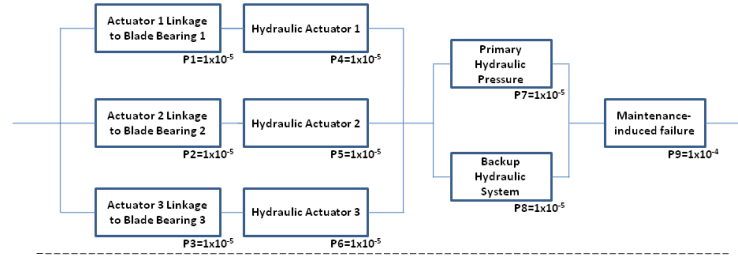 Actuator 1 Linkage
to Blade Bearing 1
P1=1x10⁻⁵
Hydraulic Actuator 1
P4=1x10⁻⁵
Actuator 2 Linkage
to Blade Bearing 2
P2=1x10⁻⁵
Hydraulic Actuator 2
P5=1x10⁻⁵
Actuator 3 Linkage
to Blade Bearing 3
P3=1x10⁻⁵
Hydraulic Actuator 3
P6=1x10⁻⁵
Primary
Hydraulic
Pressure
P7=1x10⁻⁵
Backup
Hydraulic
System
P8=1x10⁻⁵
Maintenance-
induced failure
P9=1x10⁻⁴